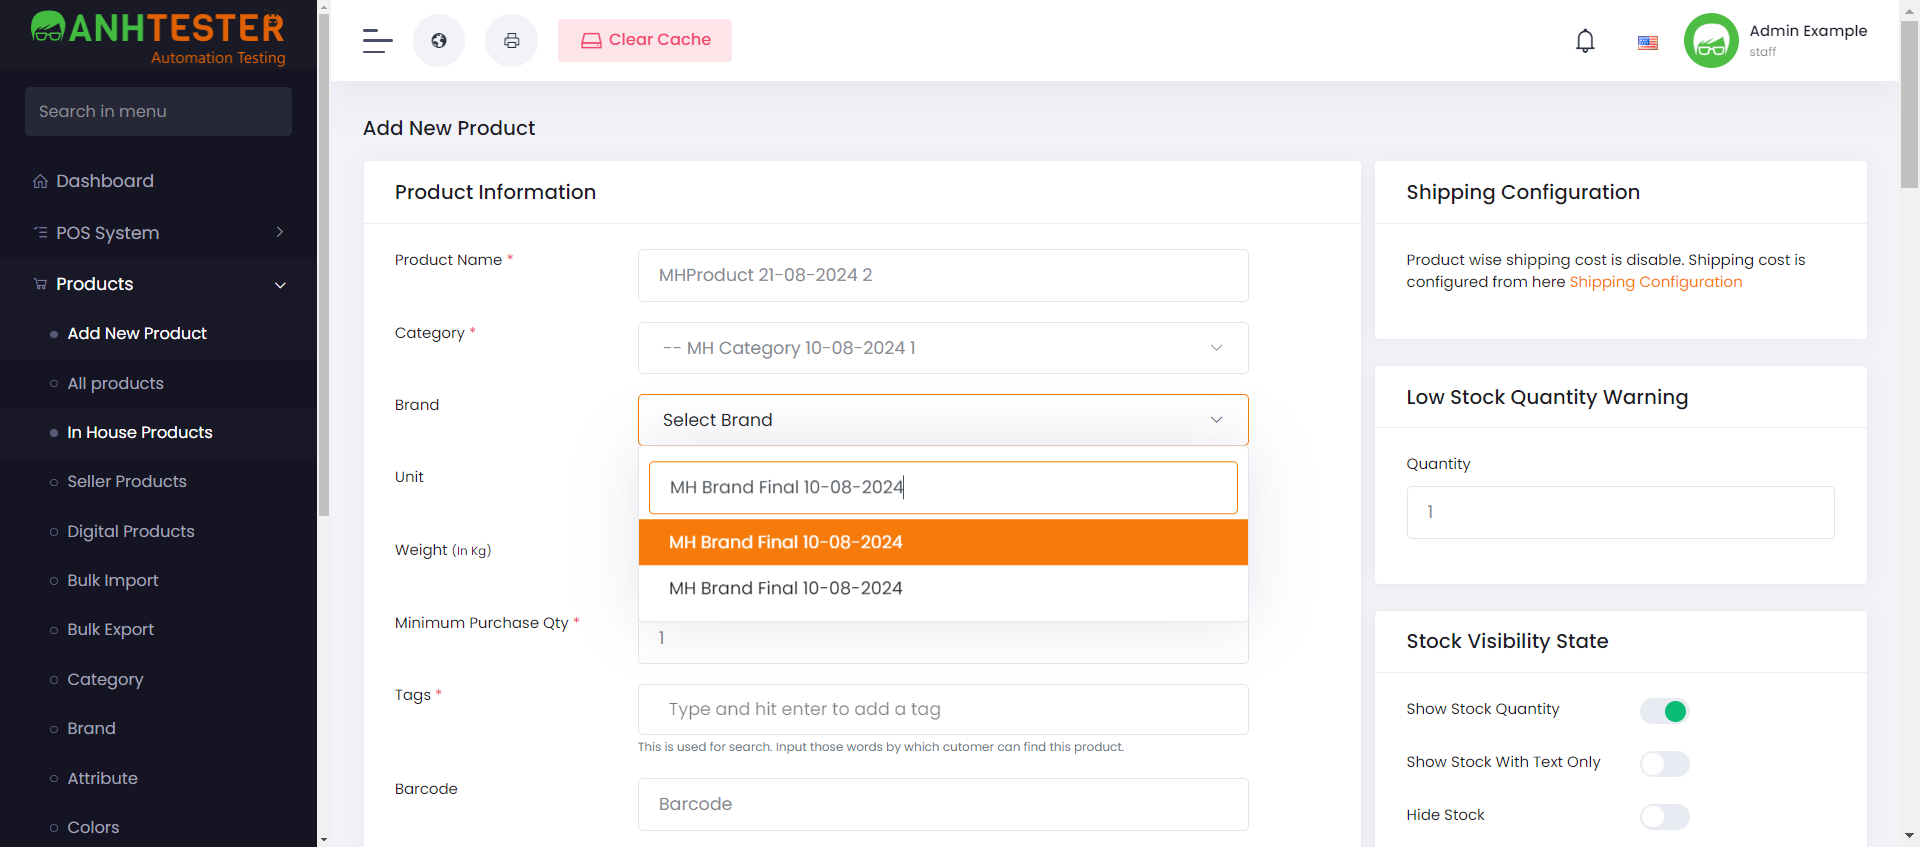 ANHTESTER
Automation Testing
Search in menu
Dashboard
POS System
Products
Add New Product
All products
In House Products
Seller Products
Digital Products
Bulk Import
Bulk Export
Category
Brand
Attribute
Colors
Clear Cache
Admin Example
staff
Add New Product
Product Information
Product Name *
MHProduct 21-08-2024 2
Category *
-- MH Category 10-08-2024 1
Brand
Select Brand
MH Brand Final 10-08-2024
MH Brand Final 10-08-2024
MH Brand Final 10-08-2024
Unit
Weight (In Kg)
Minimum Purchase Qty *
1
Tags *
Type and hit enter to add a tag
This is used for search. Input those words by which cutomer can find this product.
Barcode
Barcode
Shipping Configuration
Product wise shipping cost is disable. Shipping cost is
configured from here Shipping Configuration
Low Stock Quantity Warning
Quantity
1
Stock Visibility State
Show Stock Quantity
Show Stock With Text Only
Hide Stock